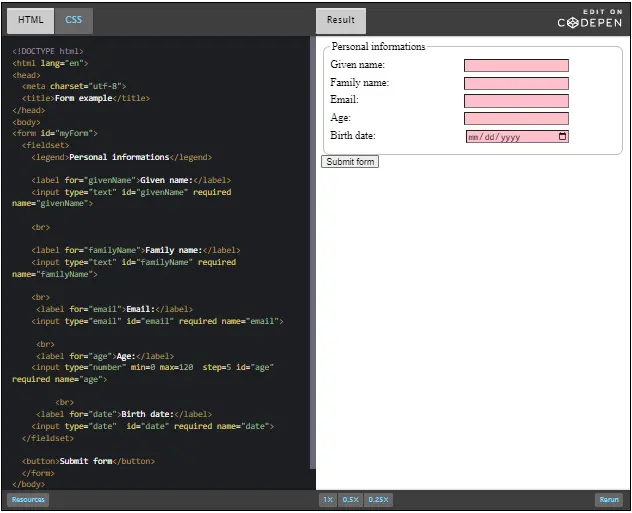 HTML
CSS
Result
EDIT ON
CODEPEN
<!DOCTYPE html>
<html lang="en">
<head>
<meta charset="utf-8">
<title>Form example</title>
</head>
<body>
<form id="myForm">
<fieldset>
<legend>Personal informations</legend>
<label for="givenName">Given name:</label>
<input type="text" id="givenName" required
name="givenName">
<br>
<label for="familyName">Family name:</label>
<input type="text" id="familyName" required
name="familyName">
<br>
<label for="email">Email:</label>
<input type="email" id="email" required name="email">
<br>
<label for="age">Age:</label>
<input type="number" min=0 max=120 step=5 id="age"
required name="age">
<br>
<label for="date">Birth date:</label>
<input type="date" id="date" required name="date">
</fieldset>
<button>Submit form</button>
</form>
</body>
Personal informations
Given name:
Family name:
Email:
Age:
Birth date:
mm/dd/yyyy
Submit form
Resources
1X
0.5X
0.25X
Rerun